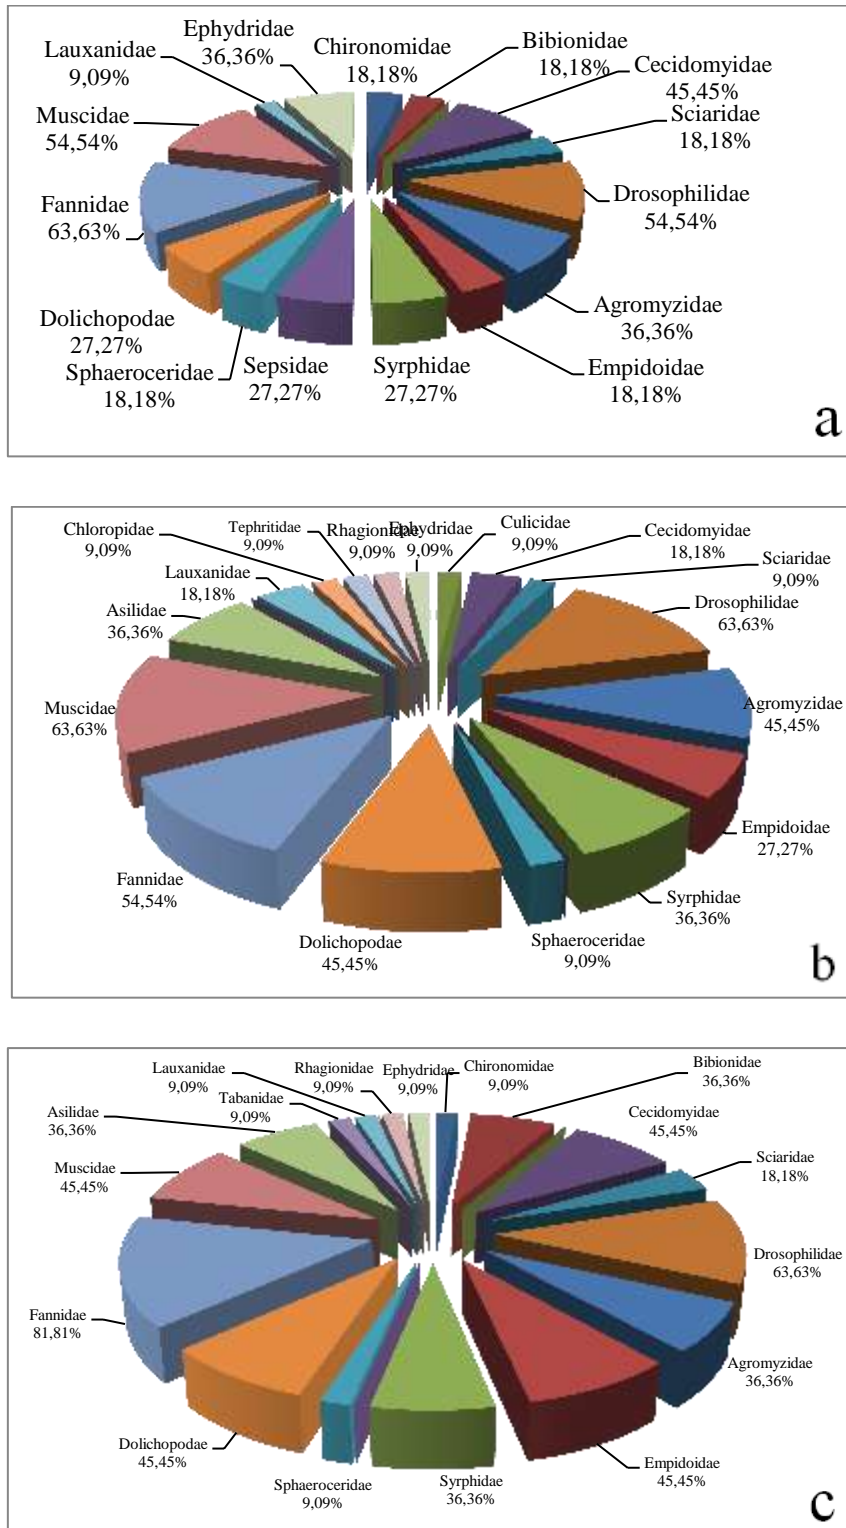 Ephydridae
36,36%
Chironomidae
18,18%
Bibionidae
18,18%
Lauxanidae
9,09%
Cecidomyidae
45,45%
Muscidae
54,54%
Sciaridae
18,18%
Fannidae
63,63%
Drosophilidae
54,54%
Dolichopodae
27,27%
Agromyzidae
36,36%
Sphaeroceridae
18,18%
Sepsidae
27,27%
Syrphidae
27,27%
Empidoidae
18,18%
a
Chloropidae
9,09%
Tephritidae
9,09%
Rhagionidae
9,09%
Ephydridae
9,09%
Culicidae
9,09%
Cecidomyidae
18,18%
Sciaridae
9,09%
Lauxanidae
18,18%
Asilidae
36,36%
Drosophilidae
63,63%
Muscidae
63,63%
Agromyzidae
45,45%
Empidoidae
27,27%
Fannidae
54,54%
Syrphidae
36,36%
Dolichopodae
45,45%
Sphaeroceridae
9,09%
b
Lauxanidae
9,09%
Rhagionidae
9,09%
Ephydridae
9,09%
Chironomidae
9,09%
Bibionidae
36,36%
Tabanidae
9,09%
Asilidae
36,36%
Cecidomyidae
45,45%
Muscidae
45,45%
Sciaridae
18,18%
Drosophilidae
63,63%
Fannidae
81,81%
Agromyzidae
36,36%
Dolichopodae
45,45%
Sphaeroceridae
9,09%
Syrphidae
36,36%
Empidoidae
45,45%
c